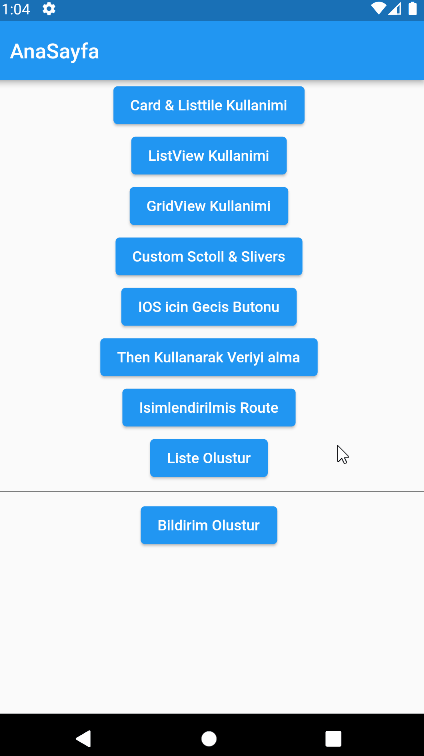 1:04
AnaSayfa
Card & Listtile Kullanimi
ListView Kullanimi
GridView Kullanimi
Custom Sctoll & Slivers
IOS icin Gecis Butonu
Then Kullanarak Veriyi alma
Isimlendirilmis Route
Liste Olustur
Bildirim Olustur